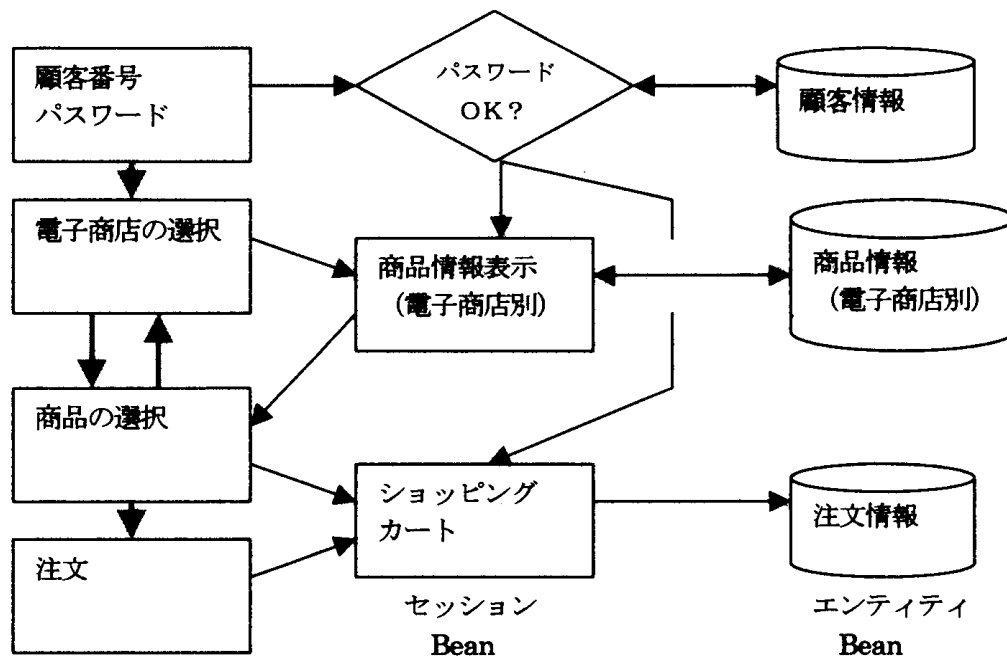 顧客番号
パスワード
パスワード
OK?
顧客情報
電子商店の選択
商品情報表示
(電子商店別)
商品情報
(電子商店別)
商品の選択
ショッピング
カート
注文情報
注文
セッション
Bean
エンティティ
Bean